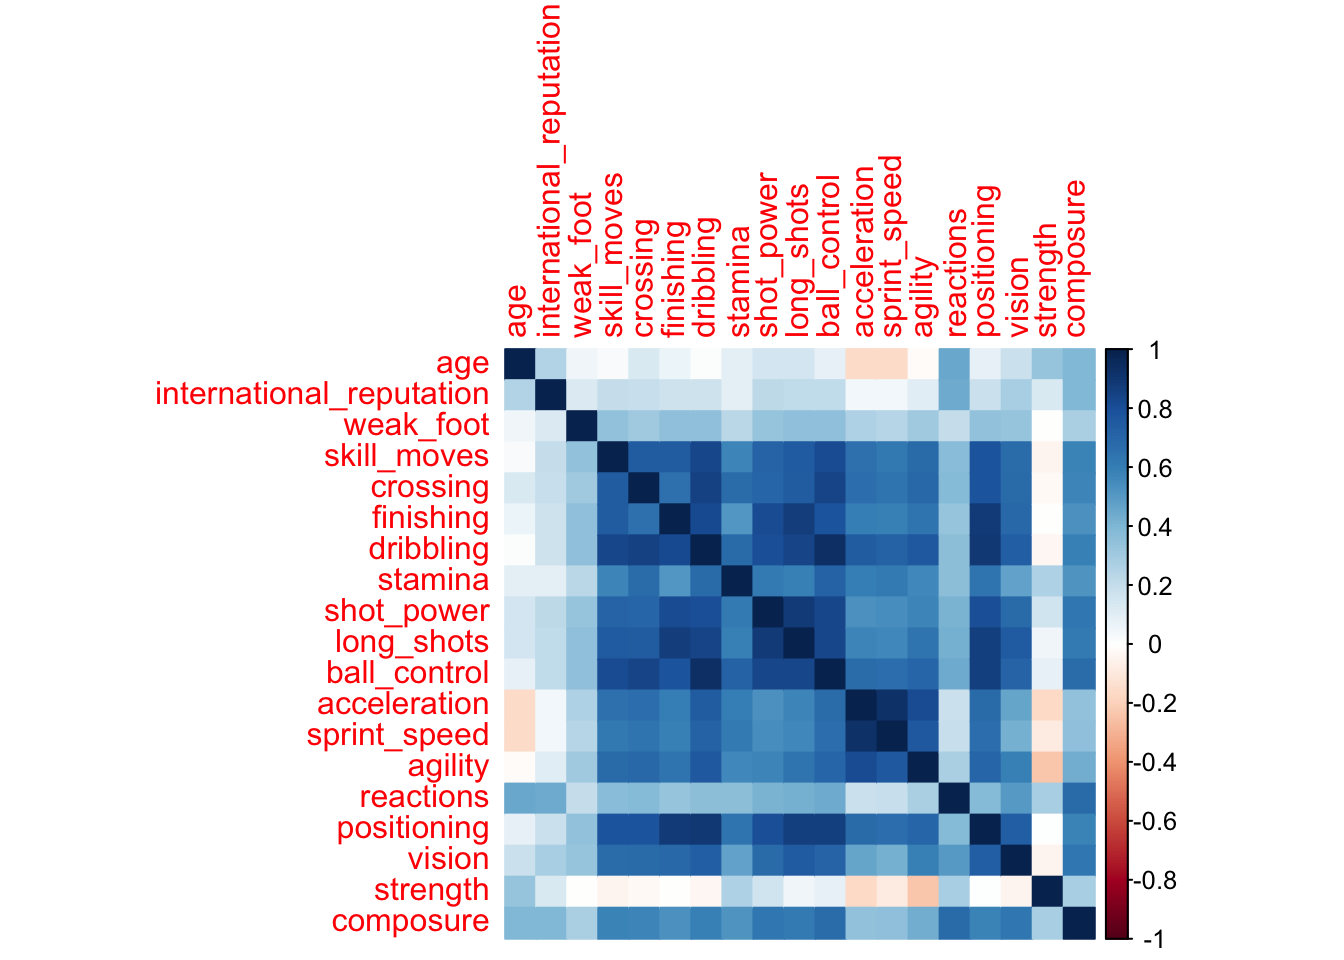 age
international_reputation
weak_foot
skill_moves
crossing
finishing
dribbling
stamina
shot_power
long_shots
ball_control
acceleration
sprint_speed
agility
reactions
positioning
vision
strength
composure
age
international_reputation
weak_foot
skill_moves
crossing
finishing
dribbling
stamina
shot_power
long_shots
ball_control
acceleration
sprint_speed
agility
reactions
positioning
vision
strength
composure
1
0.8
0.6
0.4
0.2
0
-0.2
-0.4
-0.6
-0.8
-1